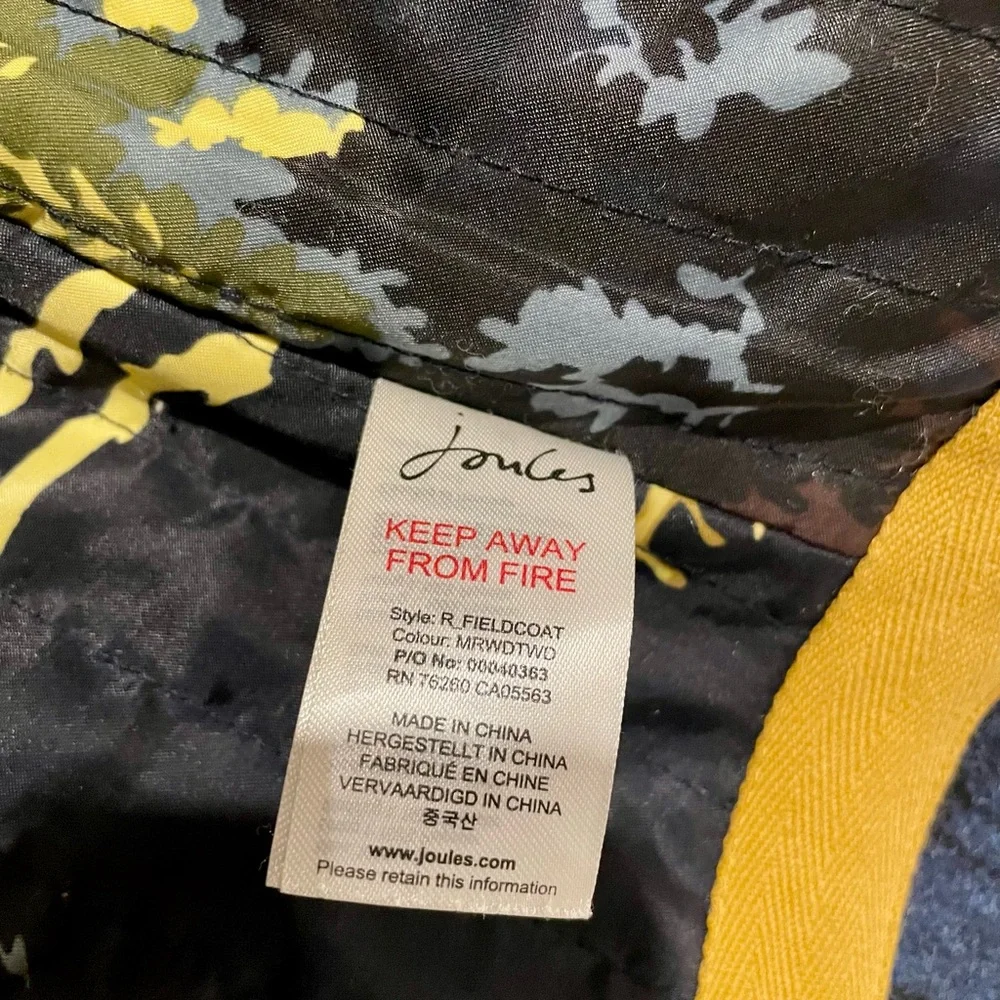 Joules
KEEP AWAY
FROM FIRE
Style: R_FIELDCOAT
Colour: MRWDTWD
P/O No: 00040363
RN 76260 CA05563
MADE IN CHINA
HERGESTELLT IN CHINA
FABRIQUÉ EN CHINE
VERVAARDIGD IN CHINA
중국산
www.joules.com
Please retain this information